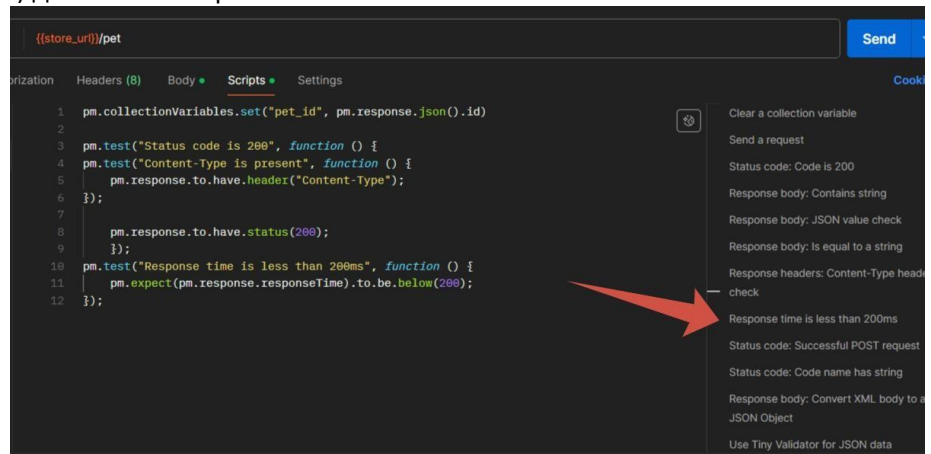 {{store_url}}/pet
Send
orization Headers (8) Body Scripts Settings
Cooki
1 pm.collectionVariables.set("pet_id", pm.response.json().id)
2
3 pm.test("Status code is 200", function () {
4 pm.test("Content-Type is present", function () {
5 pm.response.to.have.header("Content-Type");
6 });
7
8 pm.response.to.have.status(200);
9 });
10 pm.test("Response time is less than 200ms", function () {
11 pm.expect(pm.response.responseTime).to.be.below(200);
12 });
Clear a collection variable
Send a request
Status code: Code is 200
Response body: Contains string
Response body: JSON value check
Response body: Is equal to a string
Response headers: Content-Type heade
check
Response time is less than 200ms
Status code: Successful POST request
Status code: Code name has string
Response body: Convert XML body to a
JSON Object
Use Tiny Validator for JSON data